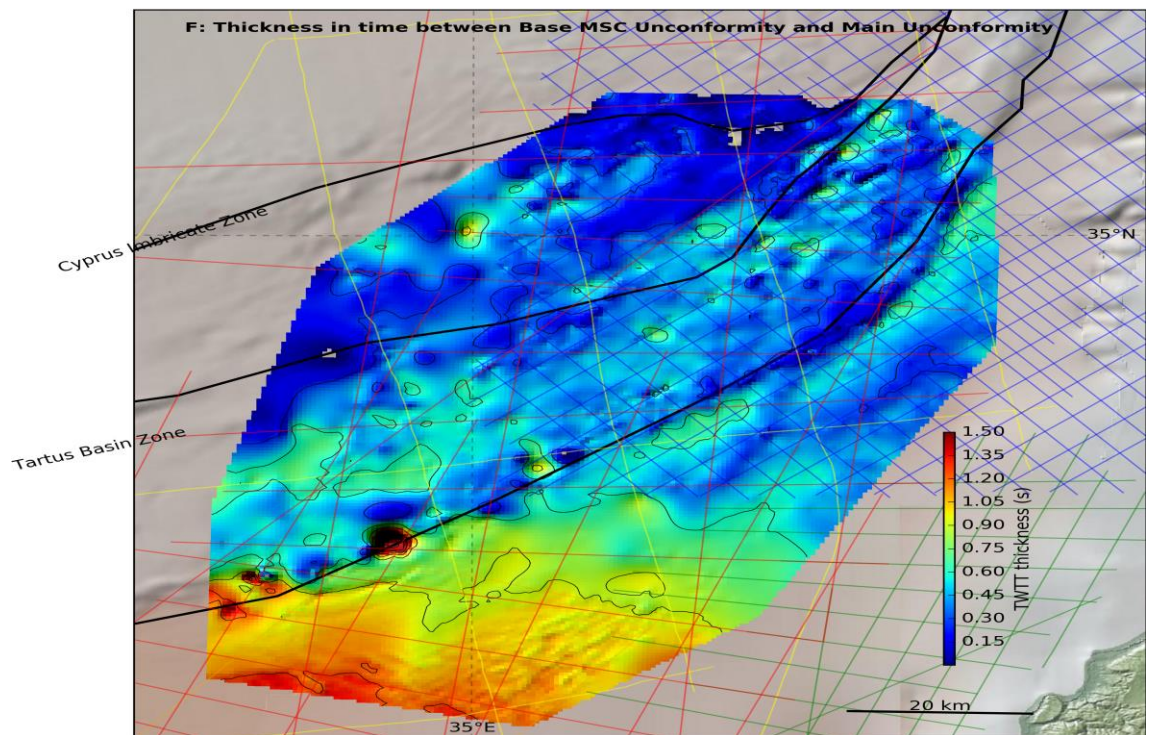 F: Thickness in time between Base MSC Unconformity and Main Unconformity
Cyprus Imbricate Zone
35°N
Tartus Basin Zone
1.50
1.35
1.20
1.05
0.90
0.75
0.60
0.45
0.30
0.15
TWTT thickness (s)
20 km
35°E